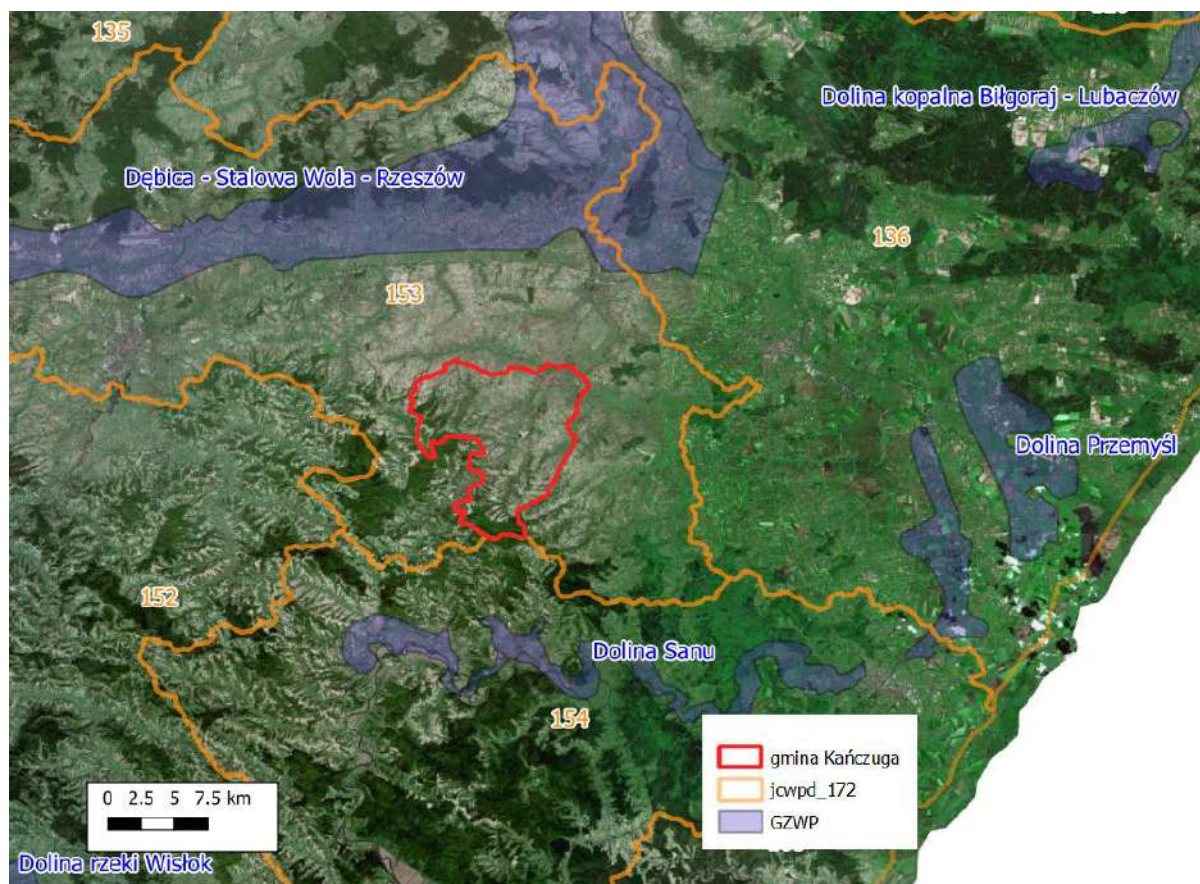 135
Dolina kopalna Biłgoraj - Lubaczów
Dębica - Stalowa Wola - Rzeszów
136
153
Dolina Przemyśl
152
Dolina Sanu
154
gmina Kańczuga
jcwpd_172
GZWP
0 2.5 5 7.5 km
Dolina rzeki Wisłok